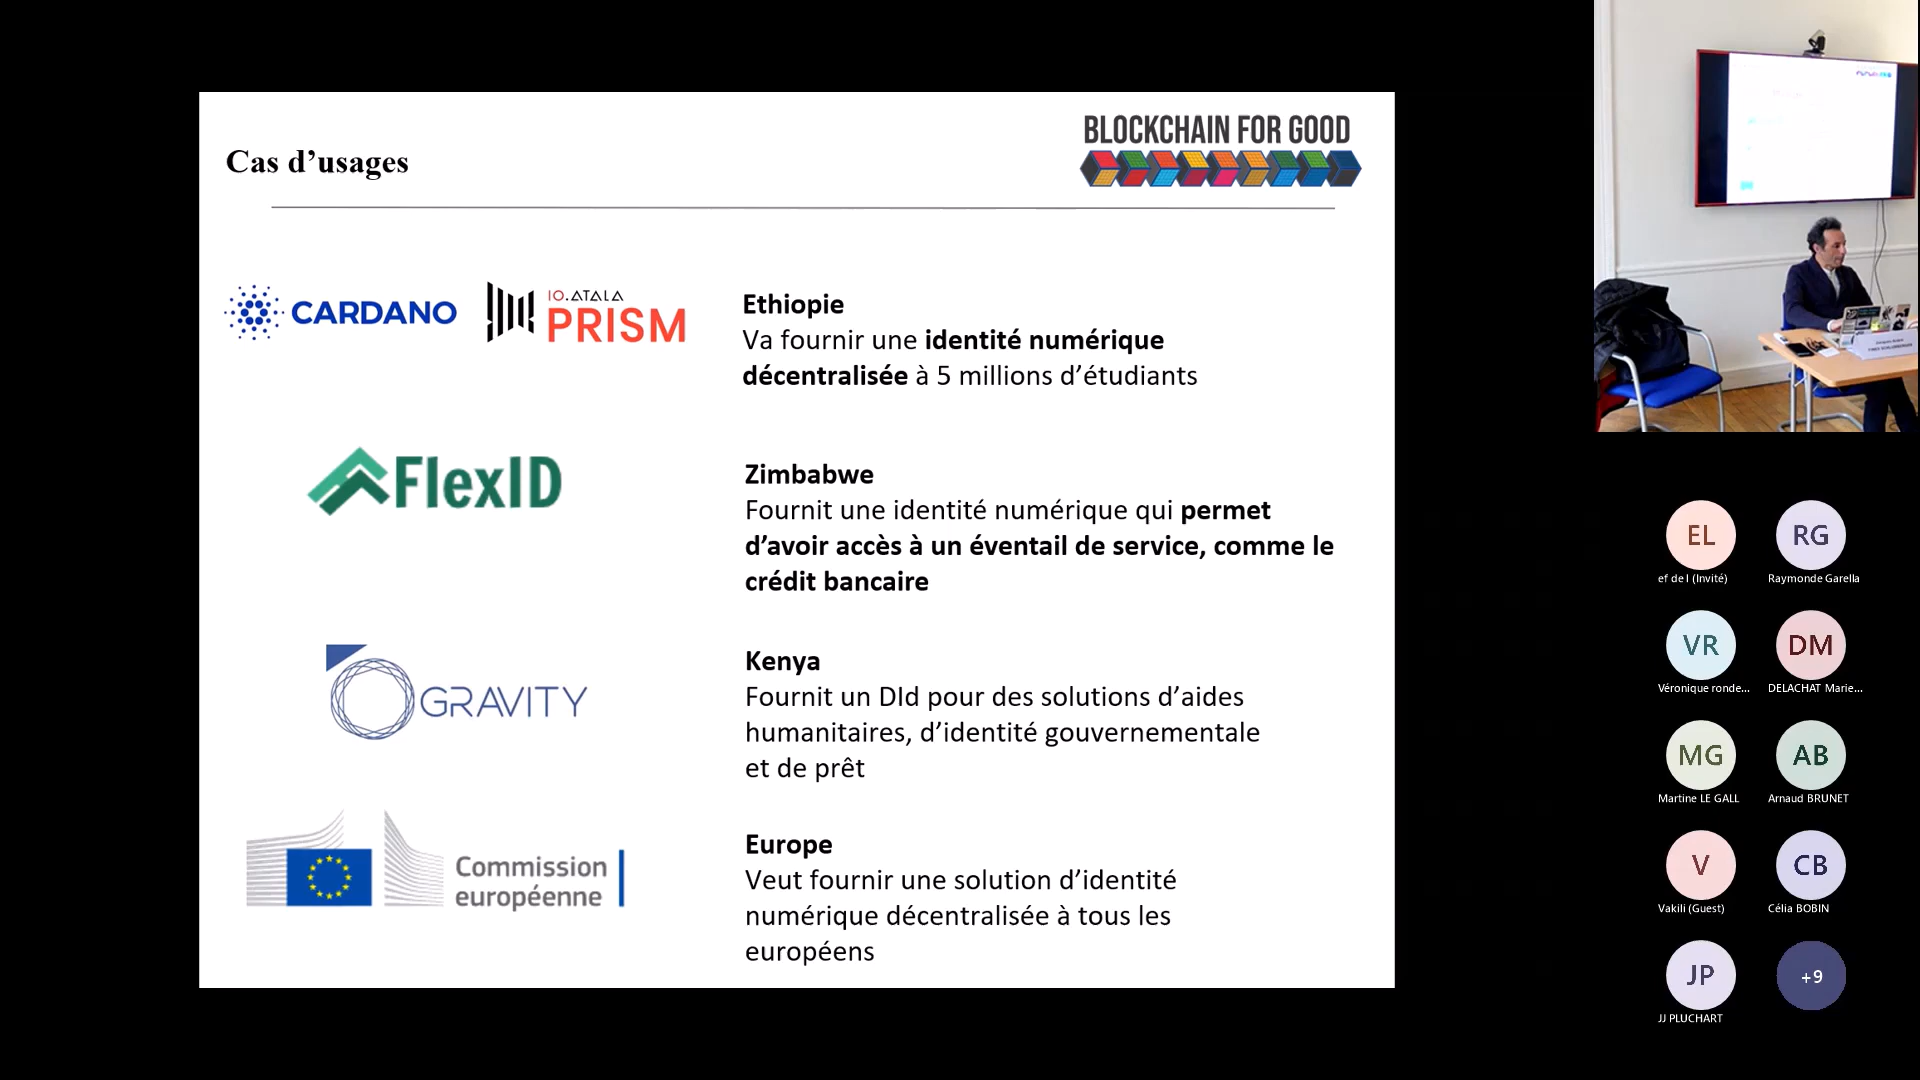 Cas d’usages
BLOCKCHAIN FOR GOOD
CARDANO
IO.ATALA
PRISM
Ethiopie
Va fournir une identité numérique
décentralisée à 5 millions d’étudiants
FlexID
Zimbabwe
Fournit une identité numérique qui permet
d’avoir accès à un éventail de service, comme le
crédit bancaire
GRAVITY
Kenya
Fournit un DId pour des solutions d’aides
humanitaires, d’identité gouvernementale
et de prêt
Commission
européenne
Europe
Veut fournir une solution d’identité
numérique décentralisée à tous les
européens
EL
ef de l (Invité)
RG
Raymonde Garella
VR
Véronique ronde...
DM
DELACHAT Marie...
MG
Martine LE GALL
AB
Arnaud BRUNET
V
Vakili (Guest)
CB
Célia BOBIN
JP
JJ PLUCHART
+9